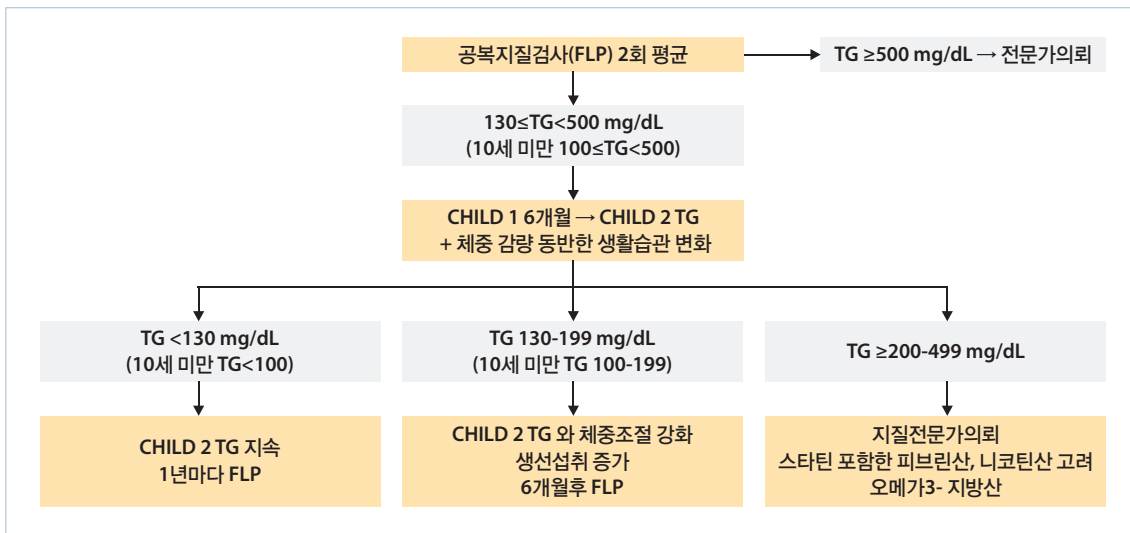 공복지질검사(FLP) 2회 평균
TG ≥500 mg/dL → 전문가의뢰
130≤TG<500 mg/dL
(10세 미만 100≤TG<500)
CHILD 1 6개월 → CHILD 2 TG
+ 체중 감량 동반한 생활습관 변화
TG <130 mg/dL
(10세 미만 TG<100)
TG 130-199 mg/dL
(10세 미만 TG 100-199)
TG ≥200-499 mg/dL
CHILD 2 TG 지속
1년마다 FLP
CHILD 2 TG 와 체중조절 강화
생선섭취 증가
6개월후 FLP
지질전문가의뢰
스타틴 포함한 피브린산, 니코틴산 고려
오메가3- 지방산